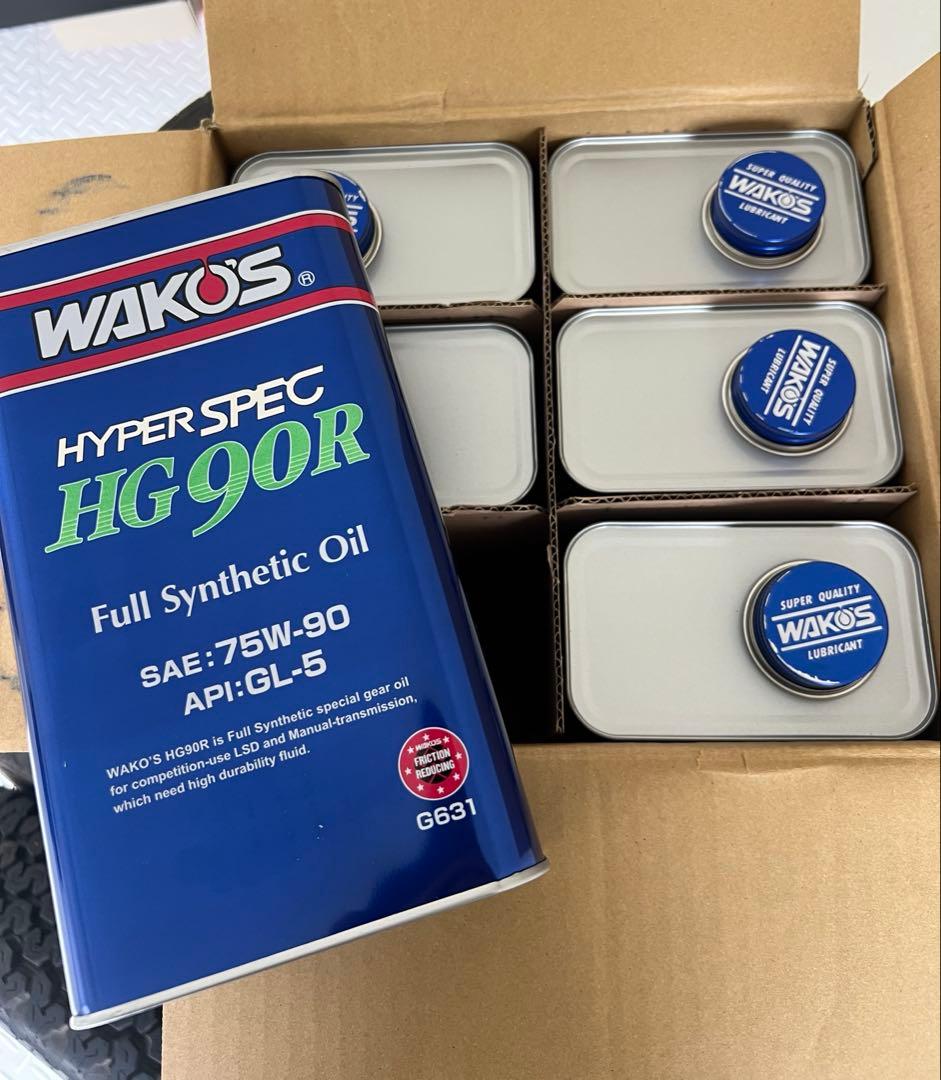 WAKO'S®
HYPER SPEC
HG90R
Full Synthetic Oil
SAE:75W-90
API:GL-5
WAKO'S HG90R is Full Synthetic special gear oil
for competition-use LSD and Manual-transmission,
which need high durability fluid.
WAKO'S
FRICTION
REDUCING
G631
SUPER QUALITY
WAKO'S
LUBRICANT
SUPER QUALITY
WAKO'S
LUBRICANT
SUPER QUALITY
WAKO'S
LUBRICANT